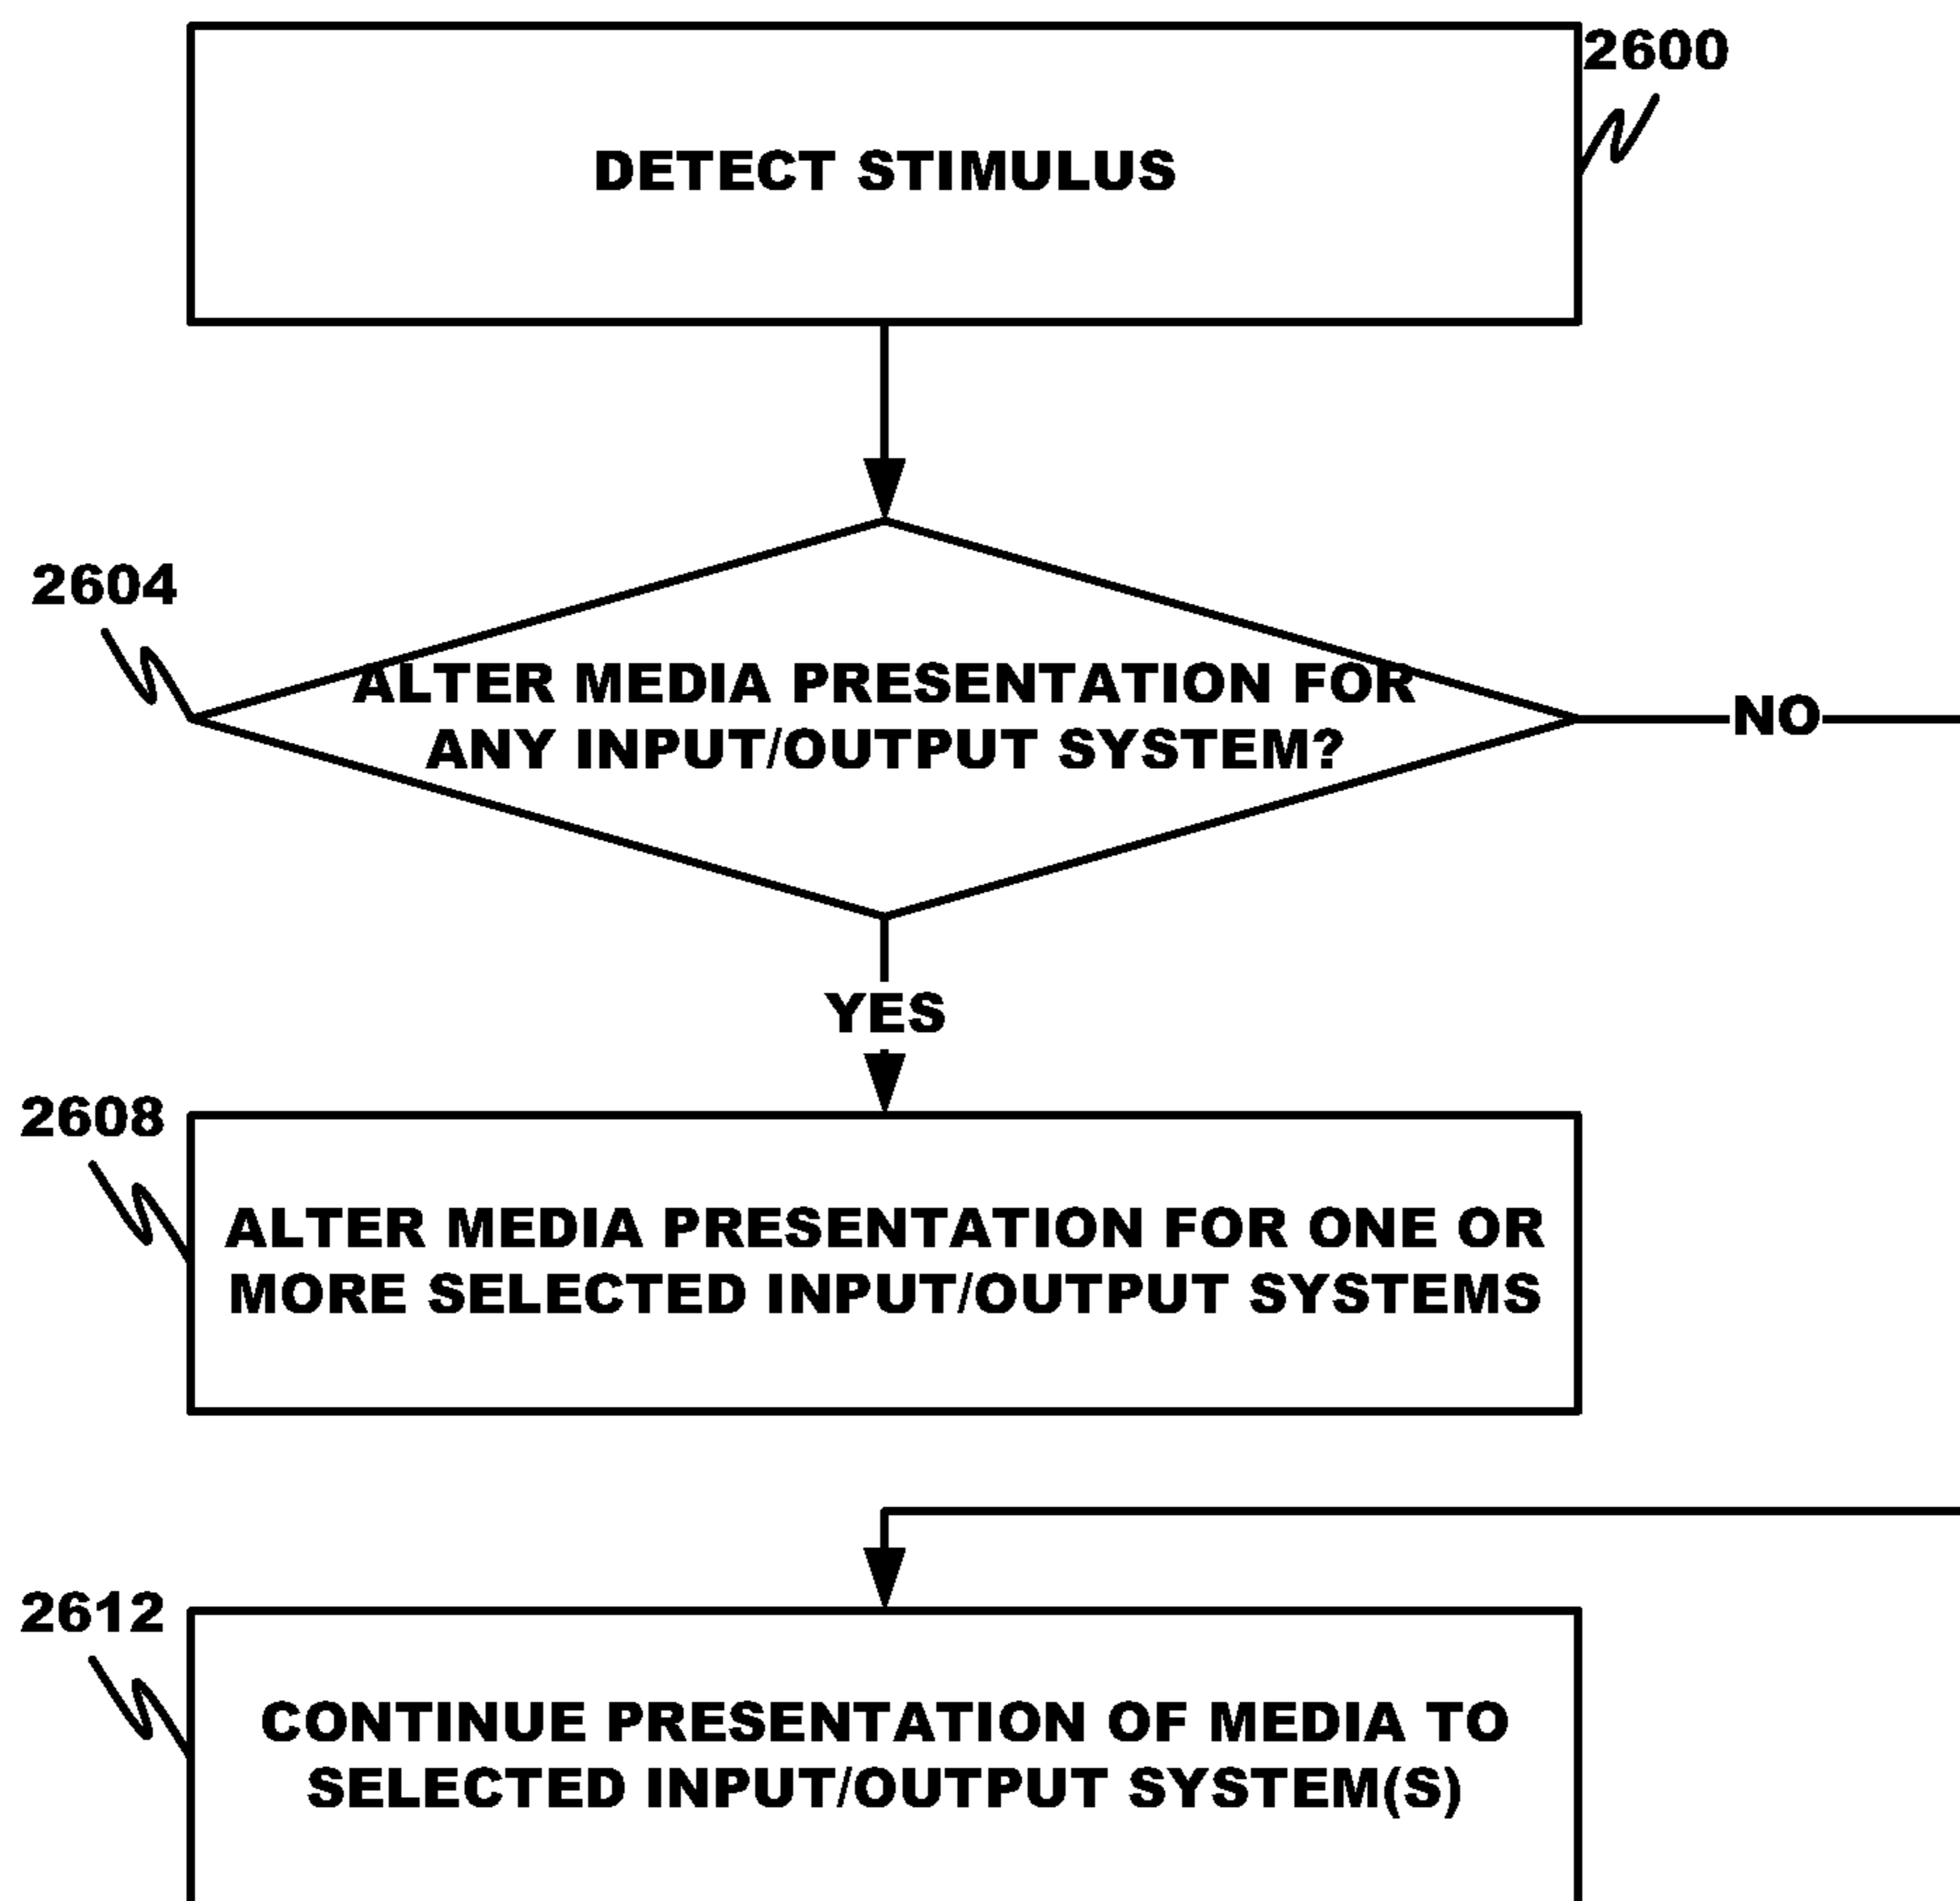 2600
DETECT STIMULUS
2604
ALTER MEDIA PRESENTATION FOR
ANY INPUT/OUTPUT SYSTEM?
NO
YES
2608
ALTER MEDIA PRESENTATION FOR ONE OR
MORE SELECTED INPUT/OUTPUT SYSTEMS
2612
CONTINUE PRESENTATION OF MEDIA TO
SELECTED INPUT/OUTPUT SYSTEM(S)